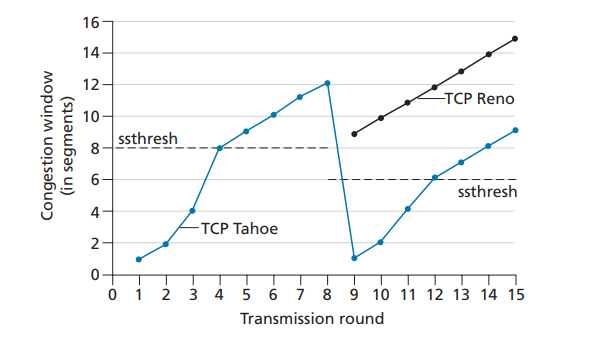 Congestion window
(in segments)
16
14
12
10
8
6
4
2
0
ssthresh
TCP Tahoe
TCP Reno
ssthresh
0 1 2 3 4 5 6 7 8 9 10 11 12 13 14 15
Transmission round